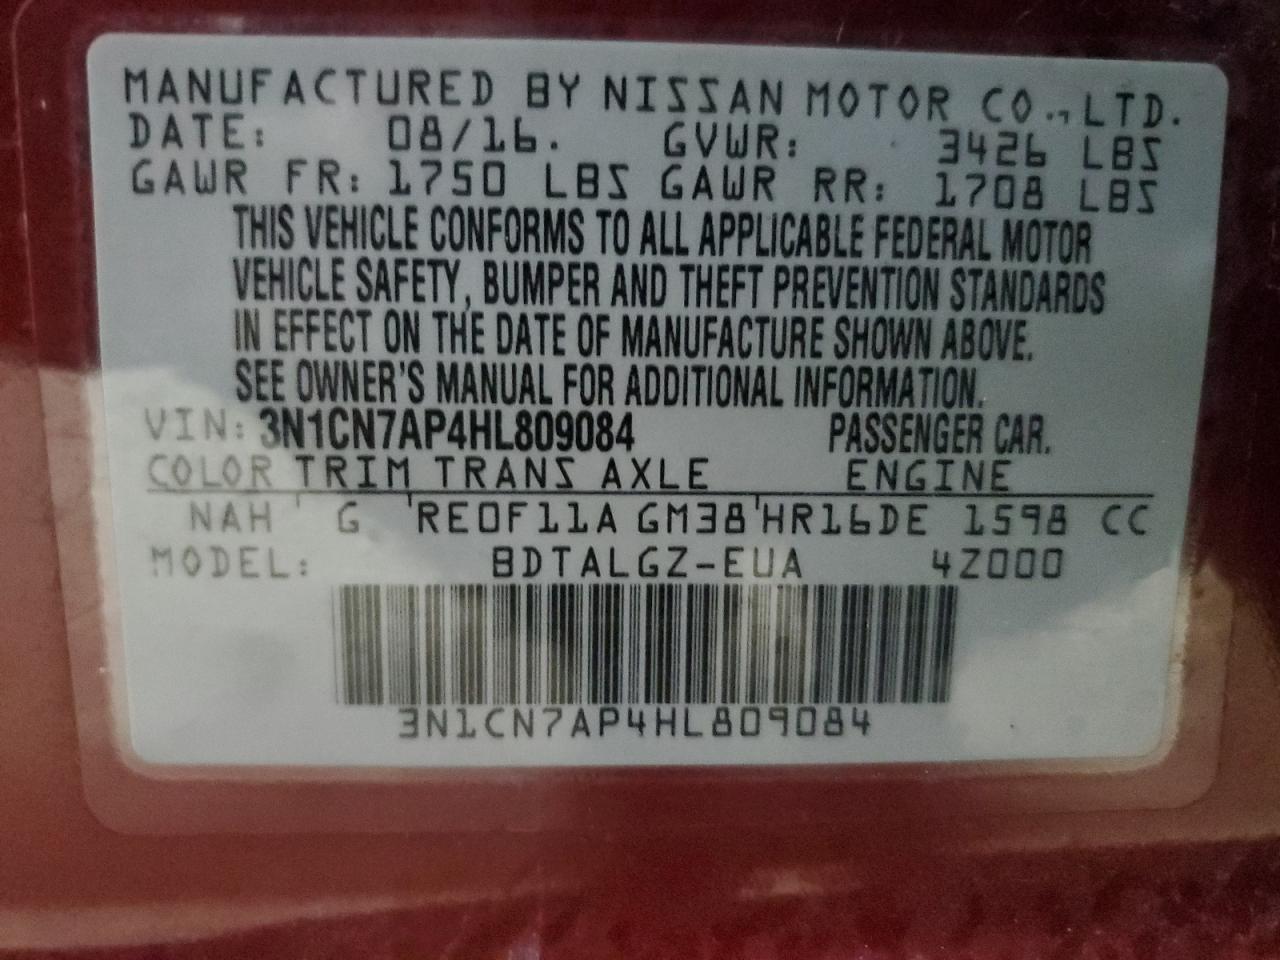 MANUFACTURED BY NISSAN MOTOR CO., LTD.
DATE: 08/16. GVWR: 3426 LBS
GAWR FR: 1750 LBS GAWR RR: 1708 LBS
THIS VEHICLE CONFORMS TO ALL APPLICABLE FEDERAL MOTOR
VEHICLE SAFETY, BUMPER AND THEFT PREVENTION STANDARDS
IN EFFECT ON THE DATE OF MANUFACTURE SHOWN ABOVE.
SEE OWNER'S MANUAL FOR ADDITIONAL INFORMATION.
VIN: 3N1CN7AP4HL809084 PASSENGER CAR.
COLOR TRIM TRANS AXLE ENGINE
NAH G RE0F11A GM38 HR16DE 1598 CC
MODEL: BDTALGZ-EUA 4Z000
3N1CN7AP4HL809084